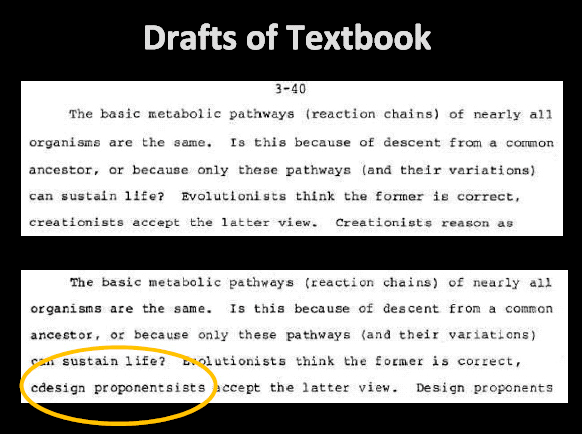 Drafts of Textbook
3-40
The basic metabolic pathways (reaction chains) of nearly all
organisms are the same. Is this because of descent from a common
ancestor, or because only these pathways (and their variations)
can sustain life? Evolutionists think the former is correct,
creationists accept the latter view. Creationists reason as
The basic metabolic pathways (reaction chains) of nearly all
organisms are the same. Is this because of descent from a common
ancestor, or because only these pathways (and their variations)
can sustain life? Evolutionists think the former is correct,
cdesign proponentsists accept the latter view. Design proponents